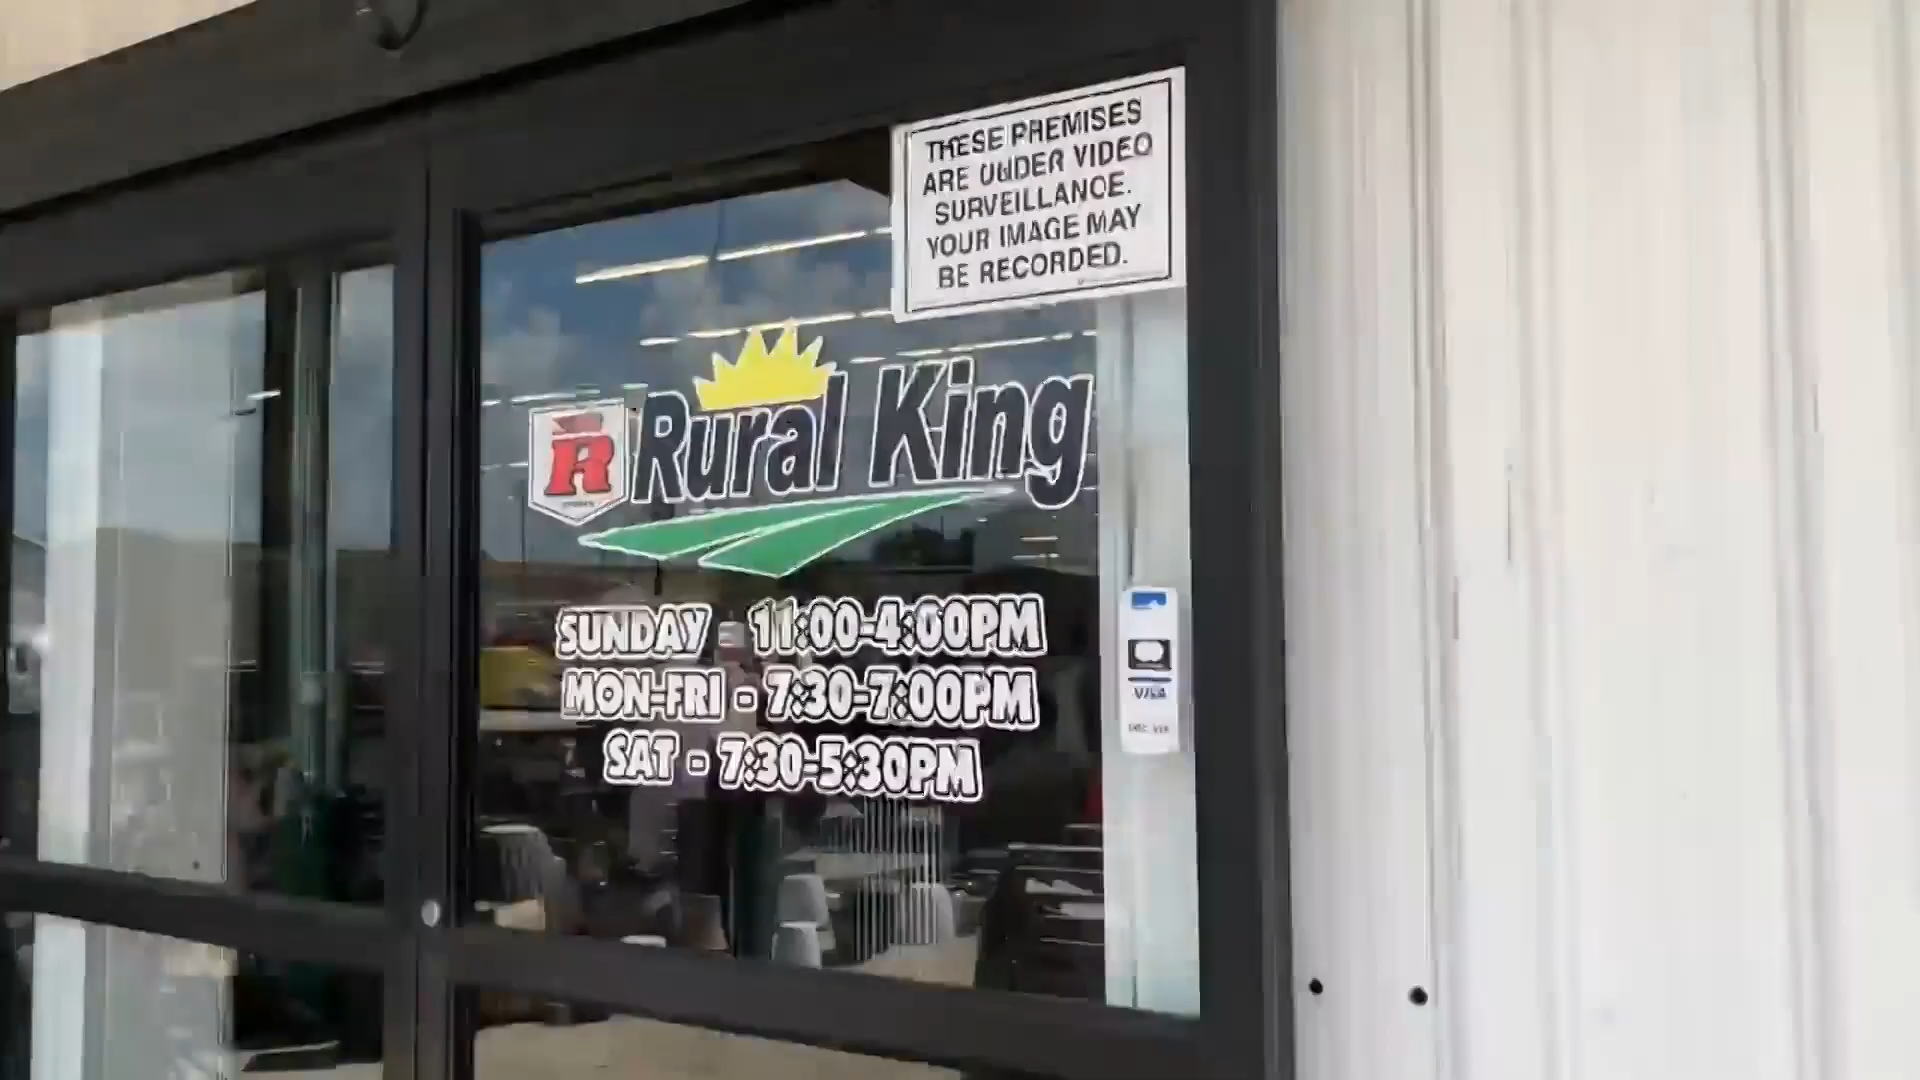 THESE PREMISES
ARE UNDER VIDEO
SURVEILLANCE.
YOUR IMAGE MAY
BE RECORDED.
R Rural King
SUNDAY - 11:00-4:00PM
MON-FRI - 7:30-7:00PM
SAT - 7:30-5:30PM
VISA